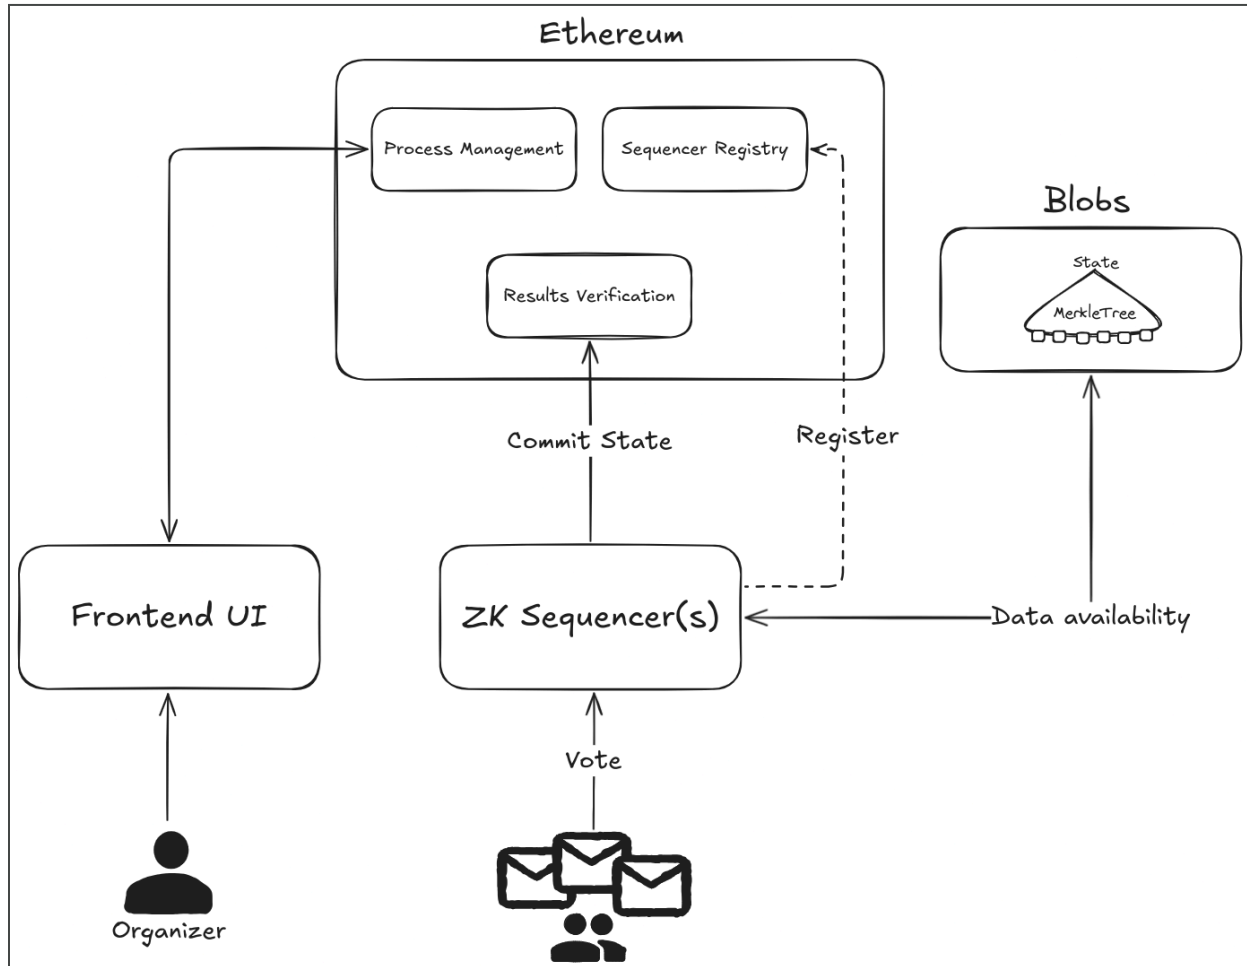 Ethereum
Process Management
Sequencer Registry
Blobs
State
MerkleTree
Results Verification
Commit State
Register
Frontend UI
ZK Sequencer(s)
Data availability
Vote
Organizer